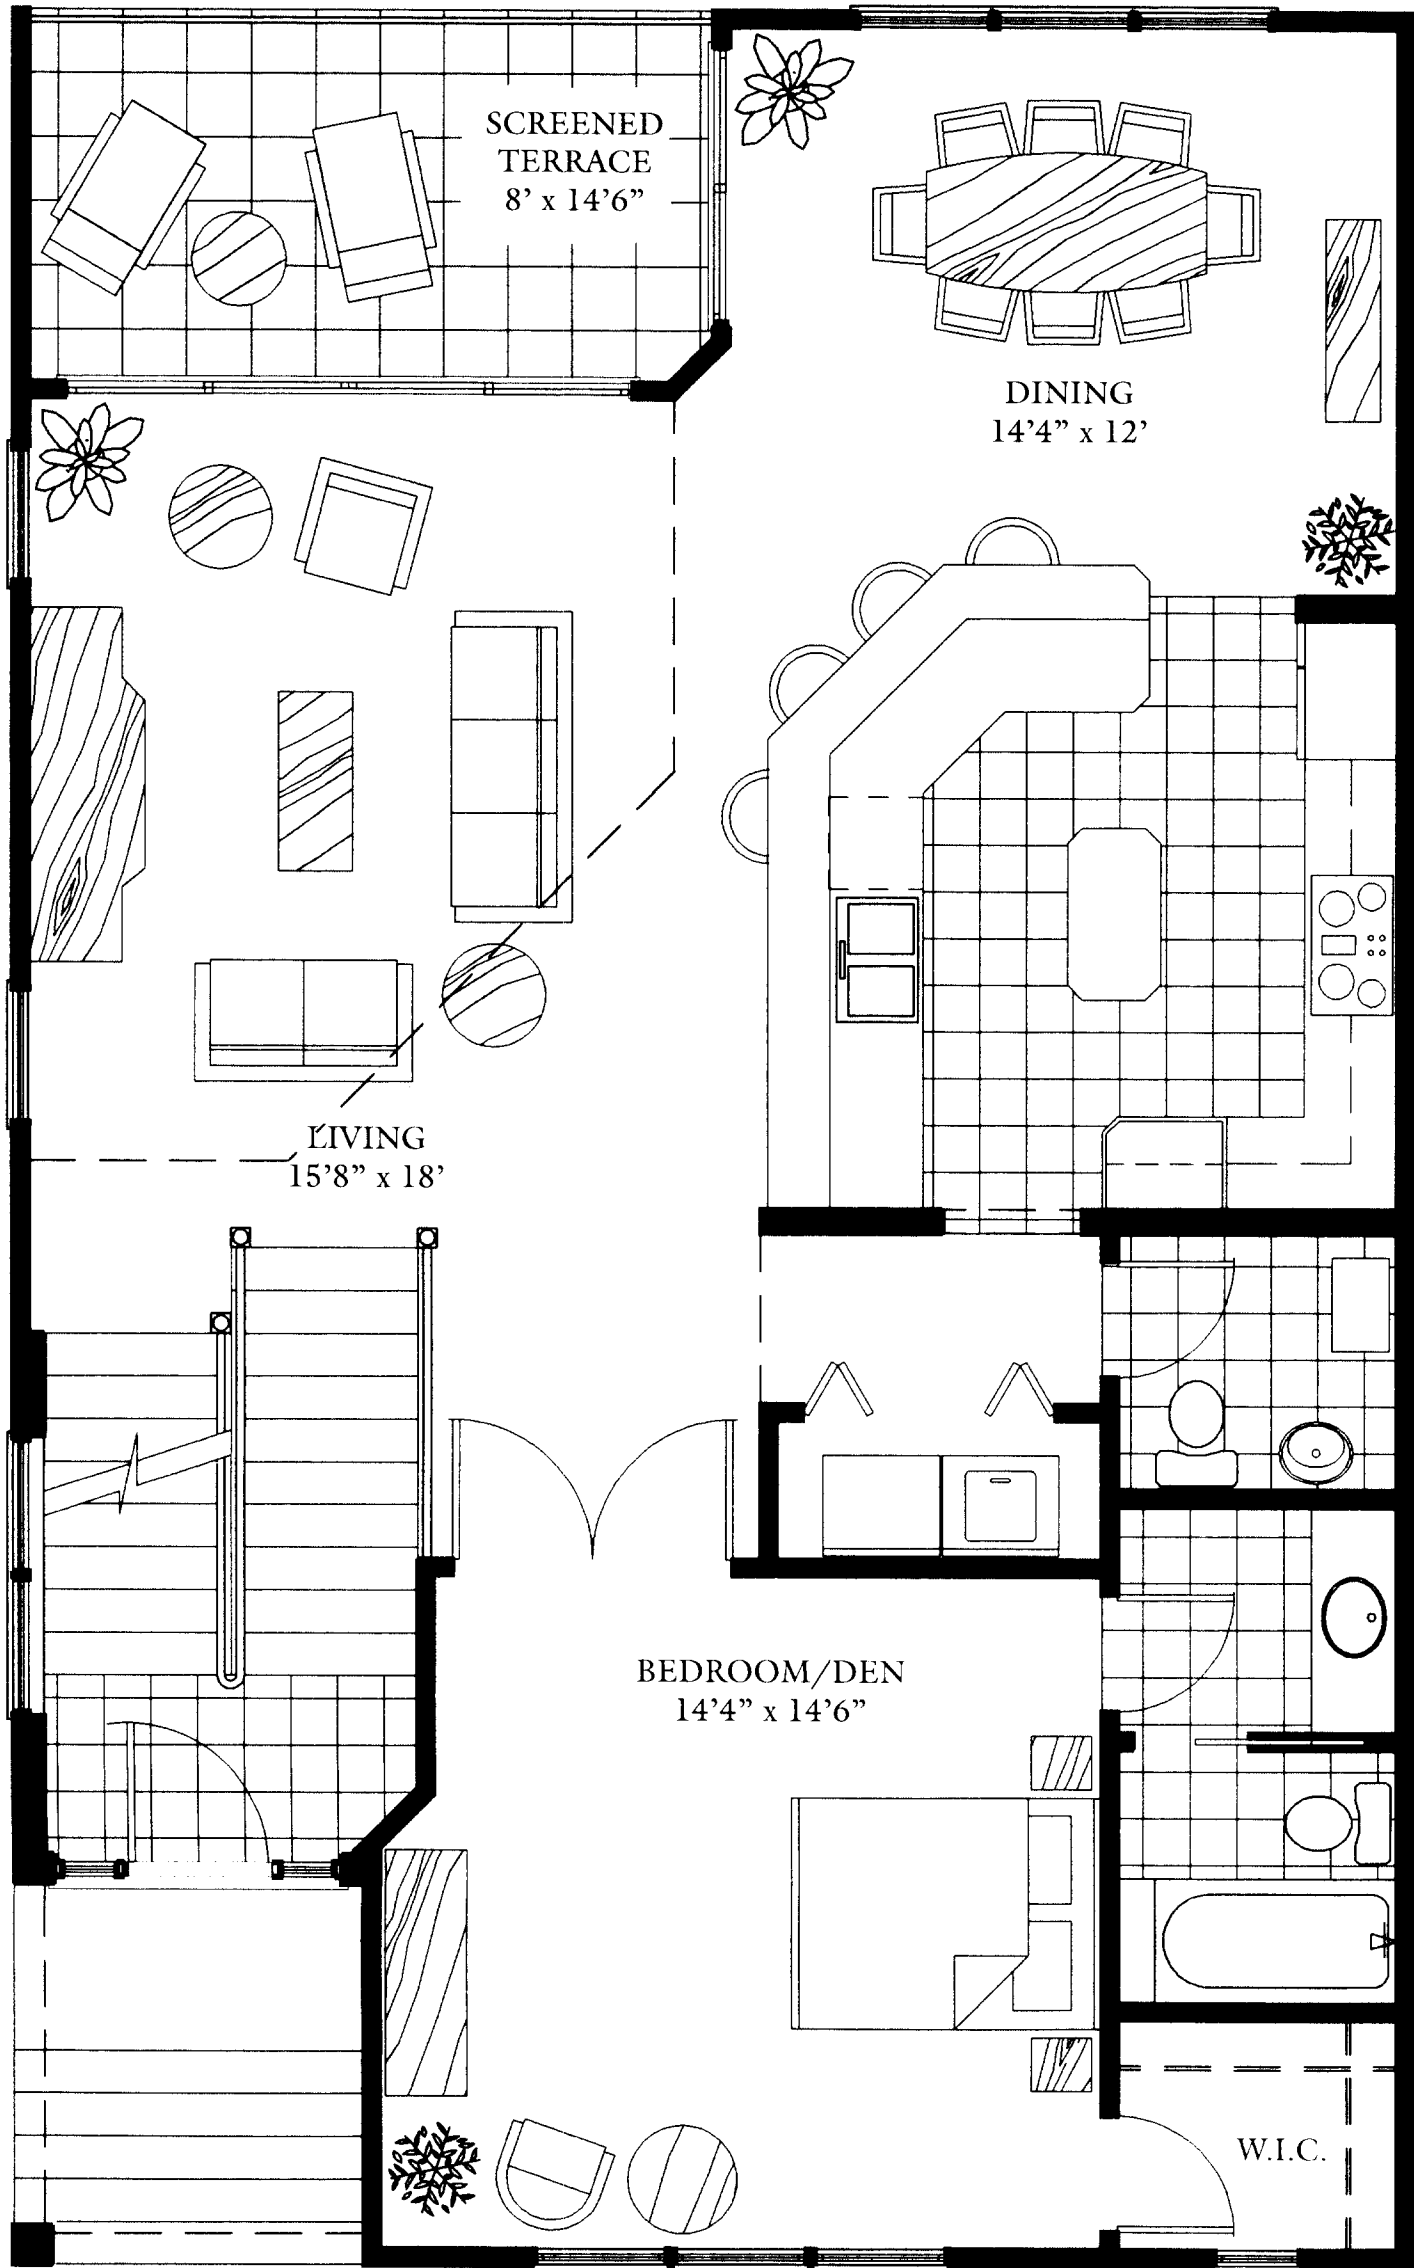 SCREENED
TERRACE
8' x 14'6”
DINING
14'4” x 12'
LIVING
15'8” x 18'
BEDROOM/DEN
14'4” x 14'6”
W.I.C.